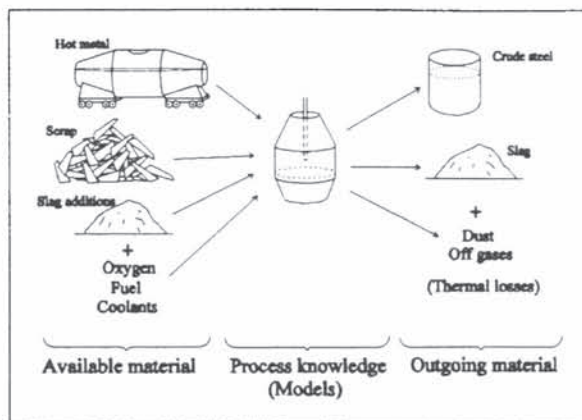 Hot metal
Crude steel
Scrap
Slag
Slag additions
+
Oxygen
Fuel
Coolants
+
Dust
Off gases
(Thermal losses)
Available material
Process knowledge
(Models)
Outgoing material